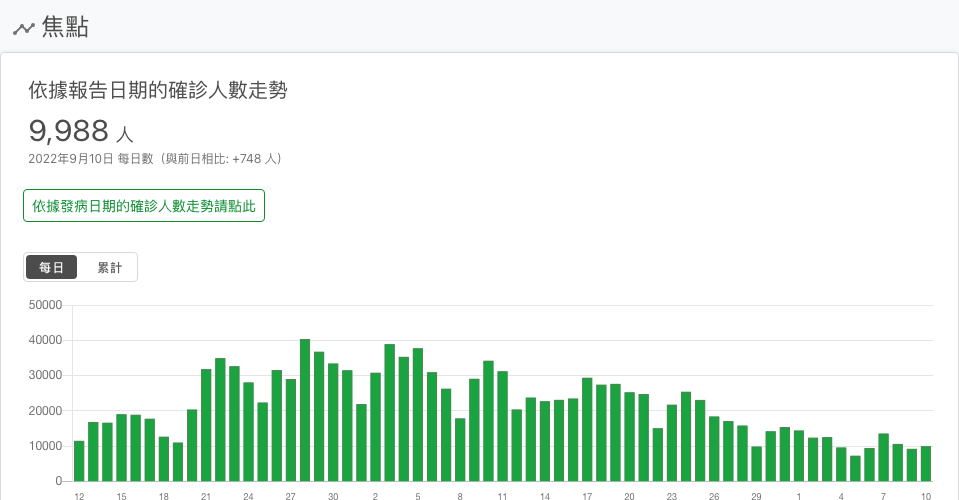 焦點
依據報告日期的確診人數走勢
9,988 人
2022年9月10日 每日數（與前日相比: +748 人）
依據發病日期的確診人數走勢請點此
每日 累計
50000
40000
30000
20000
10000
0
12 15 18 21 24 27 30 2 5 8 11 14 17 20 23 26 29 1 4 7 10